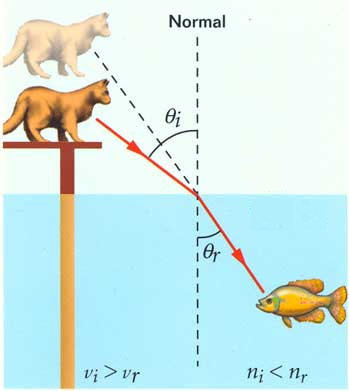 Normal
θi
θr
vi > vr
ni < nr